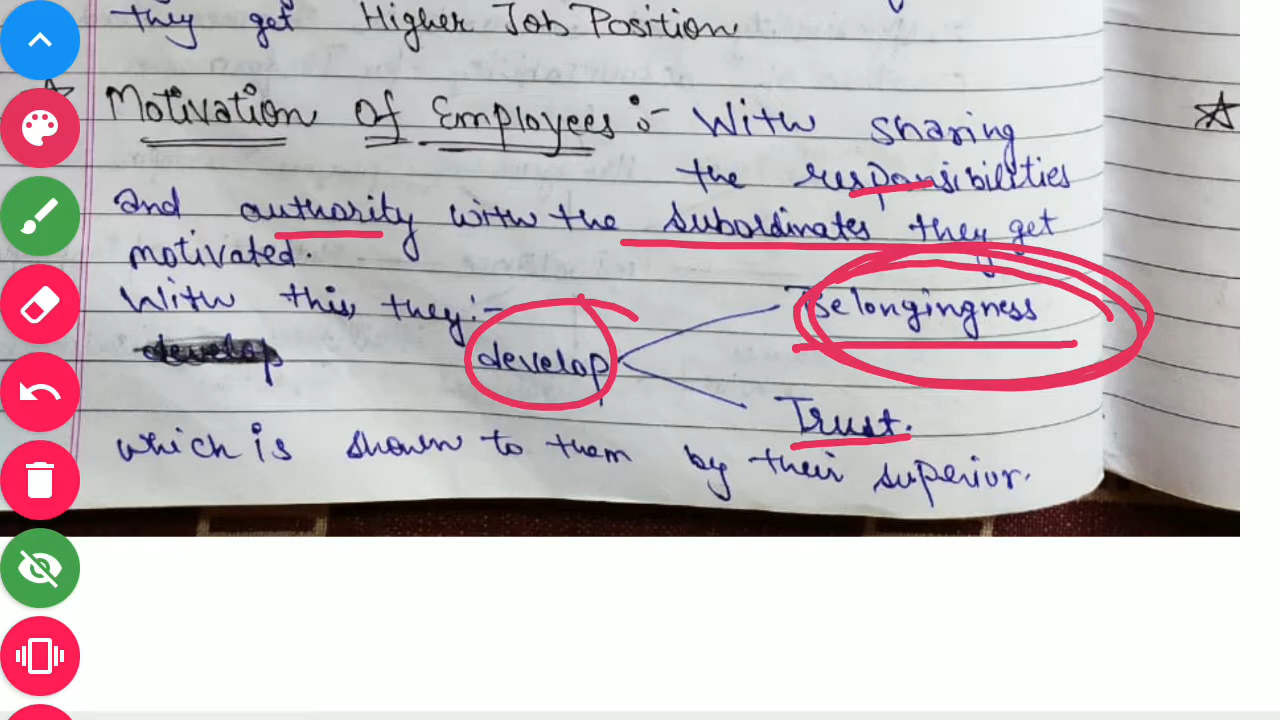 they get Higher Job Position.
Motivation Of Employees :- With sharing
the responsibilities
and authority with the subordinates they get
motivated.
With this, they :-
Belongingness
develop develop
Trust.
which is shown to them by their superior.